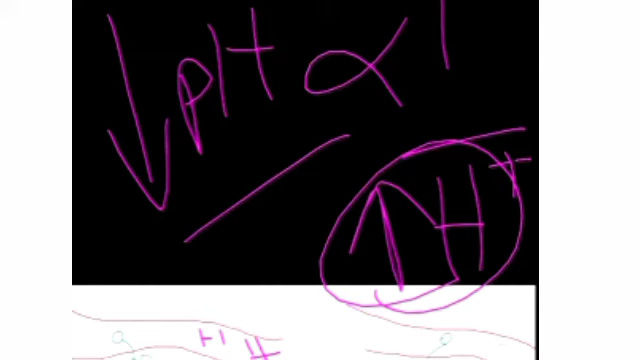 ↓ pH ∝ 1
↑ H+
H
H